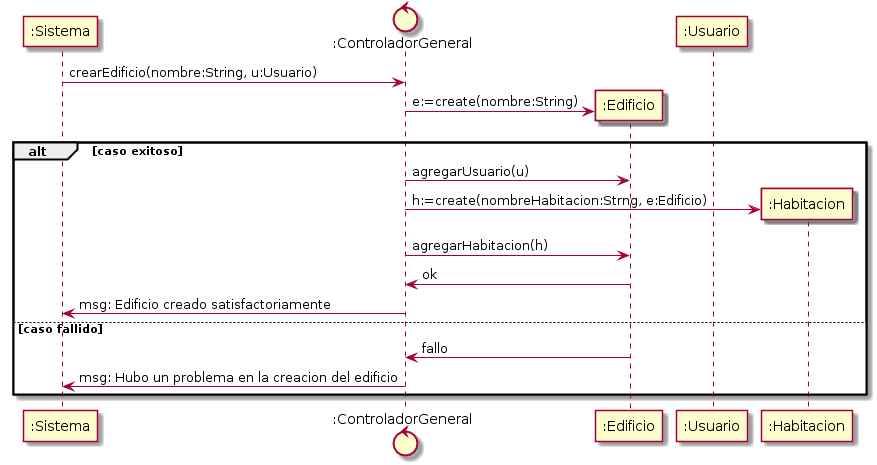 :Sistema
:ControladorGeneral
:Usuario
crearEdificio(nombre:String, u:Usuario)
e:=create(nombre:String)
:Edificio
alt [caso exitoso]
agregarUsuario(u)
h:=create(nombreHabitacion:Strng, e:Edificio)
:Habitacion
agregarHabitacion(h)
ok
msg: Edificio creado satisfactoriamente
[caso fallido]
fallo
msg: Hubo un problema en la creacion del edificio
:Sistema
:ControladorGeneral
:Edificio
:Usuario
:Habitacion